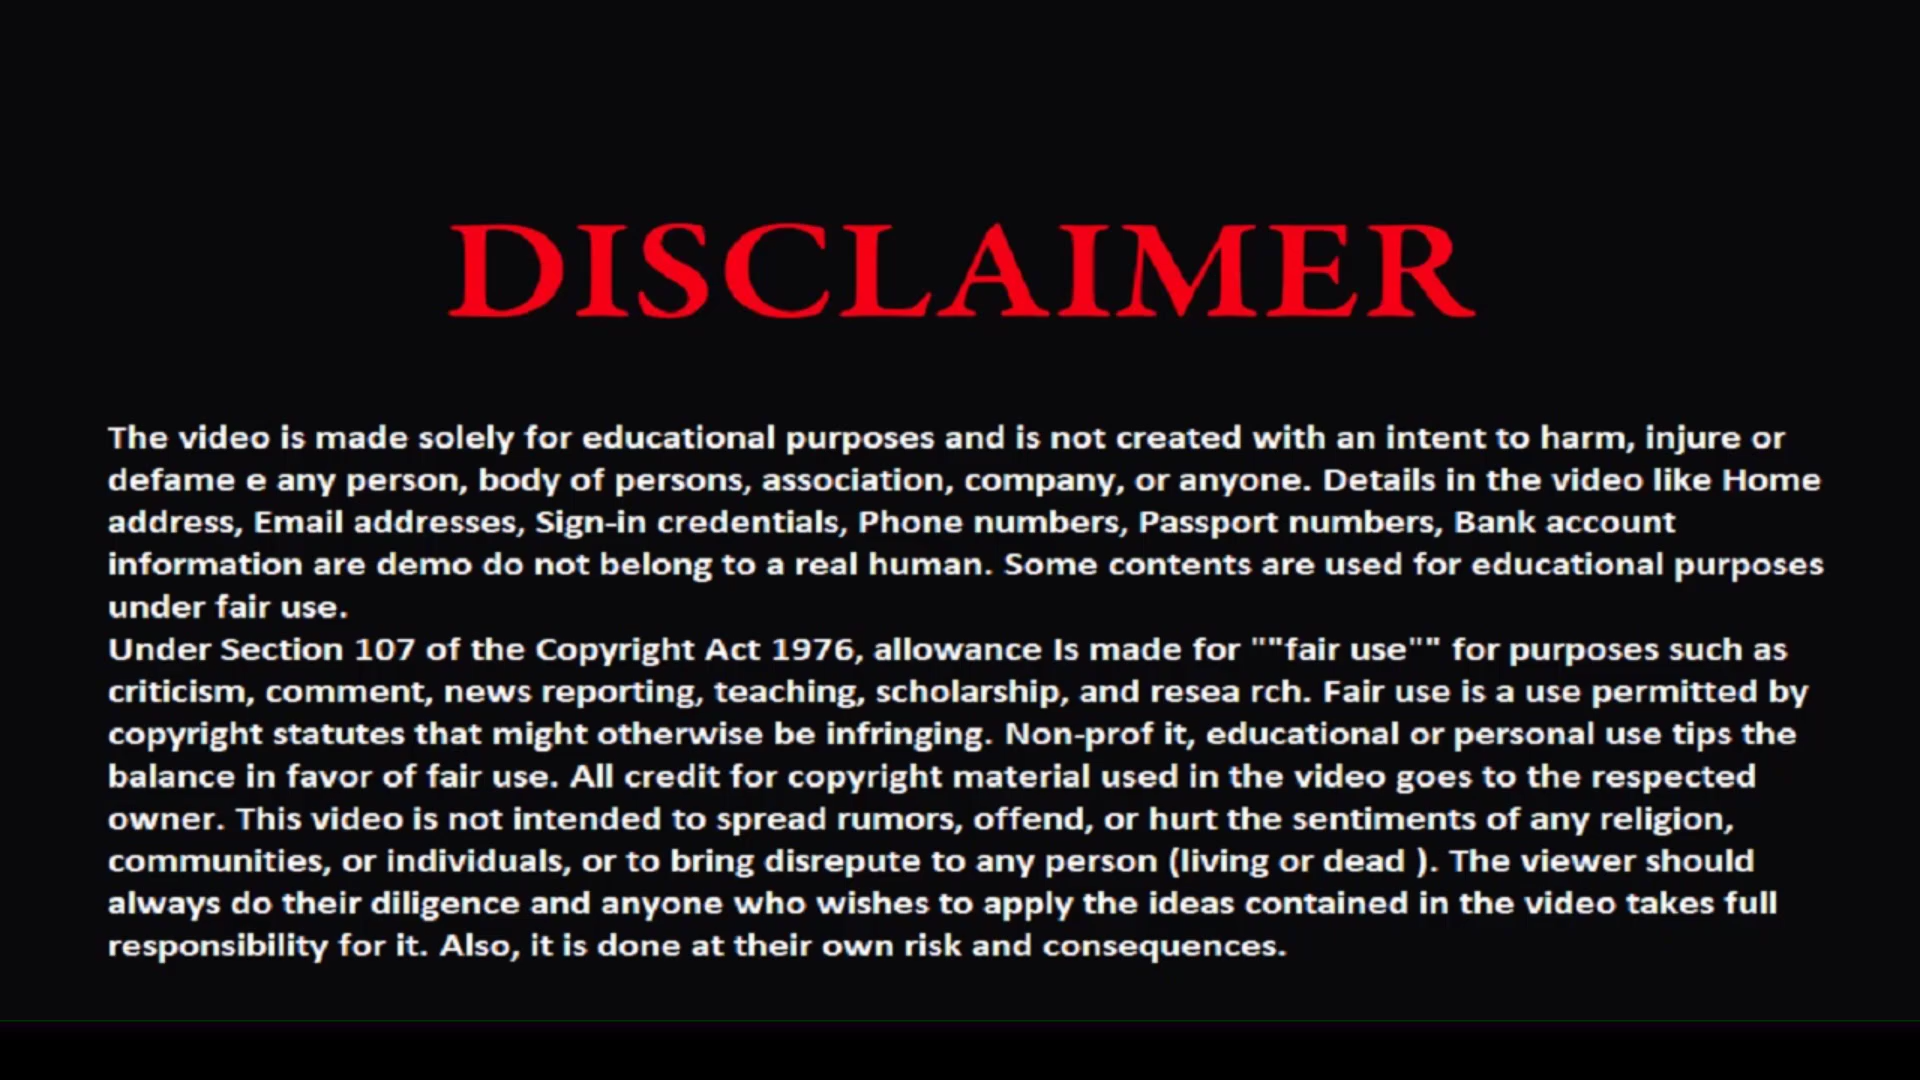 DISCLAIMER
The video is made solely for educational purposes and is not created with an intent to harm, injure or
defame e any person, body of persons, association, company, or anyone. Details in the video like Home
address, Email addresses, Sign-in credentials, Phone numbers, Passport numbers, Bank account
information are demo do not belong to a real human. Some contents are used for educational purposes
under fair use.
Under Section 107 of the Copyright Act 1976, allowance Is made for ""fair use"" for purposes such as
criticism, comment, news reporting, teaching, scholarship, and resea rch. Fair use is a use permitted by
copyright statutes that might otherwise be infringing. Non-prof it, educational or personal use tips the
balance in favor of fair use. All credit for copyright material used in the video goes to the respected
owner. This video is not intended to spread rumors, offend, or hurt the sentiments of any religion,
communities, or individuals, or to bring disrepute to any person (living or dead ). The viewer should
always do their diligence and anyone who wishes to apply the ideas contained in the video takes full
responsibility for it. Also, it is done at their own risk and consequences.